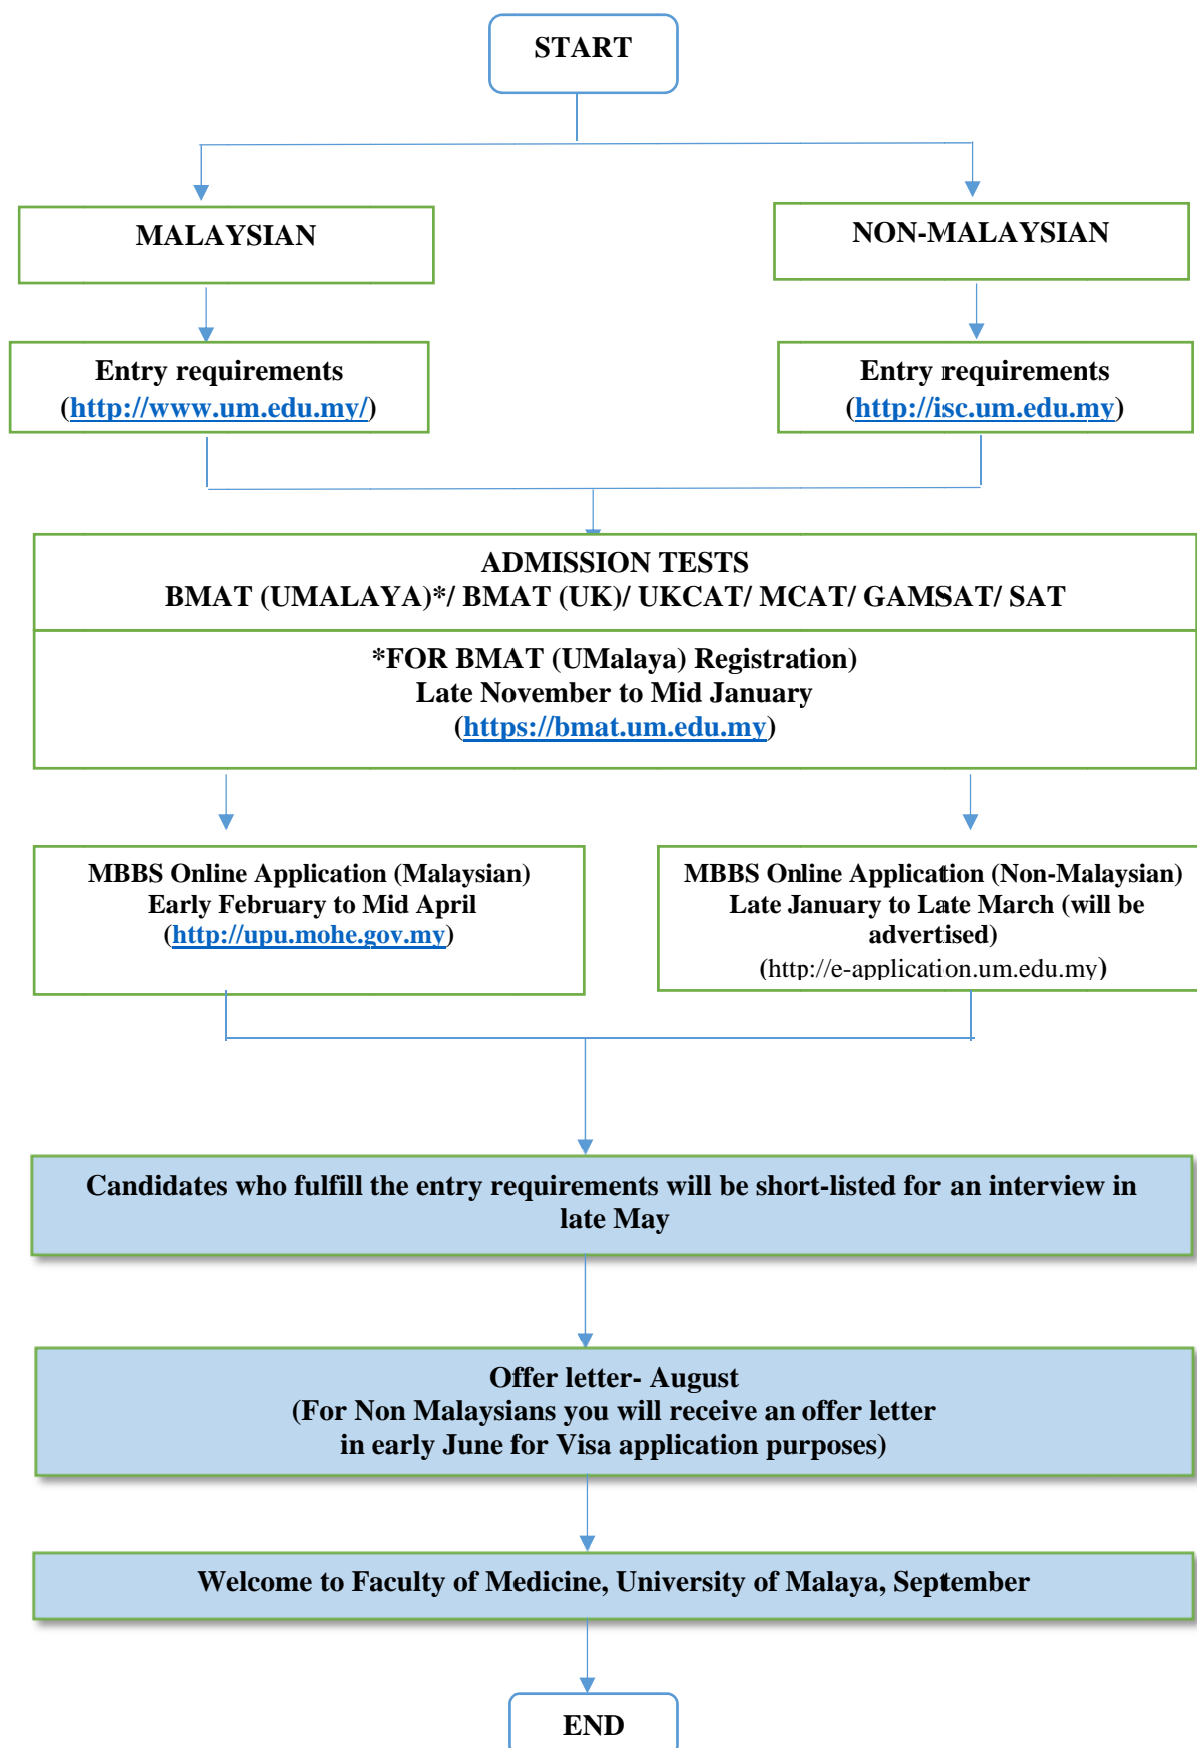 START
MALAYSIAN
NON-MALAYSIAN
Entry requirements
(http://www.um.edu.my/)
Entry requirements
(http://isc.um.edu.my)
ADMISSION TESTS
BMAT (UMALAYA)*/ BMAT (UK)/ UKCAT/ MCAT/ GAMSAT/ SAT
*FOR BMAT (UMalaya) Registration)
Late November to Mid January
(https://bmat.um.edu.my)
MBBS Online Application (Malaysian)
Early February to Mid April
(http://upu.mohe.gov.my)
MBBS Online Application (Non-Malaysian)
Late January to Late March (will be
advertised)
(http://e-application.um.edu.my)
Candidates who fulfill the entry requirements will be short-listed for an interview in
late May
Offer letter- August
(For Non Malaysians you will receive an offer letter
in early June for Visa application purposes)
Welcome to Faculty of Medicine, University of Malaya, September
END